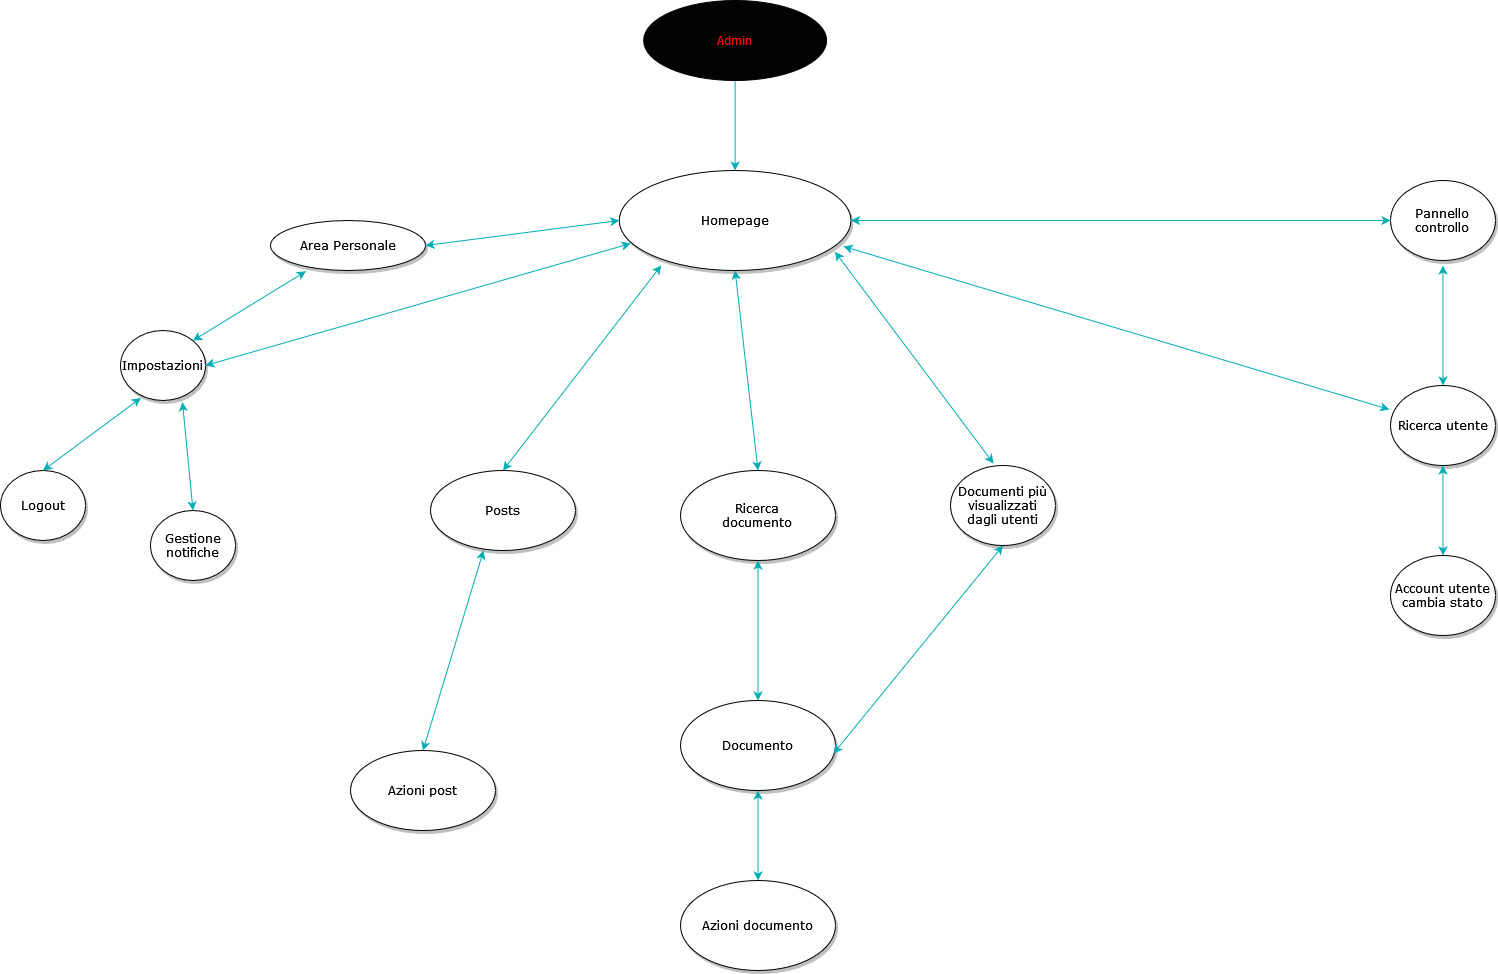 Admin
Homepage
Pannello
controllo
Area Personale
Impostazioni
Ricerca utente
Logout
Gestione
notifiche
Posts
Ricerca
documento
Documenti più
visualizzati
dagli utenti
Account utente
cambia stato
Documento
Azioni post
Azioni documento